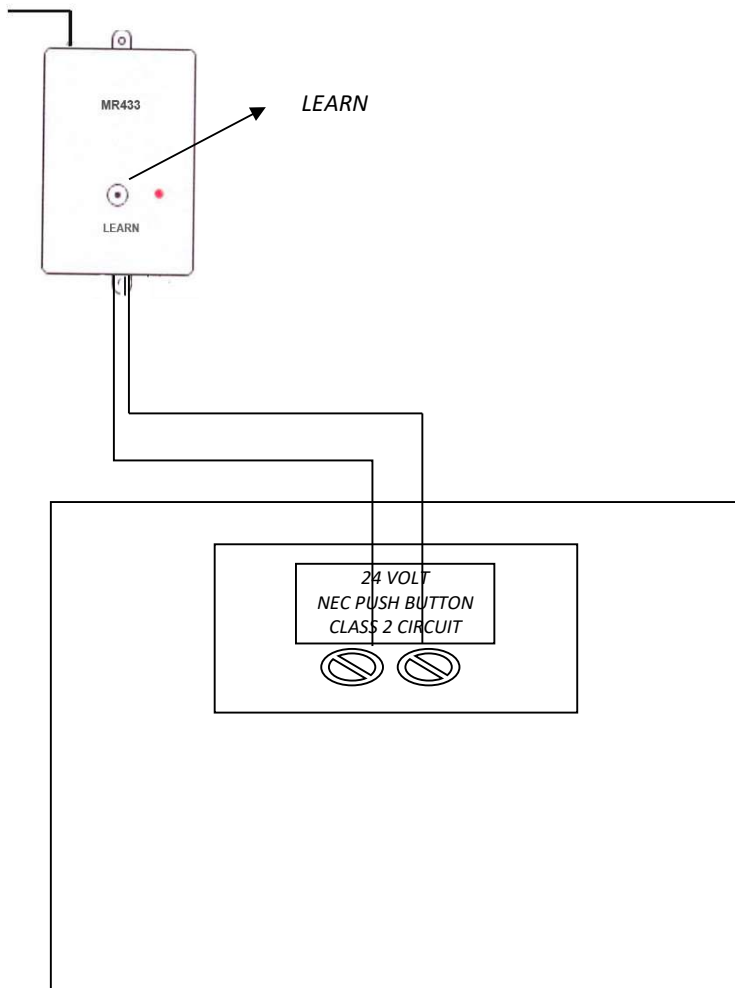 MR433
LEARN
LEARN
24 VOLT
NEC PUSH BUTTON
CLASS 2 CIRCUIT